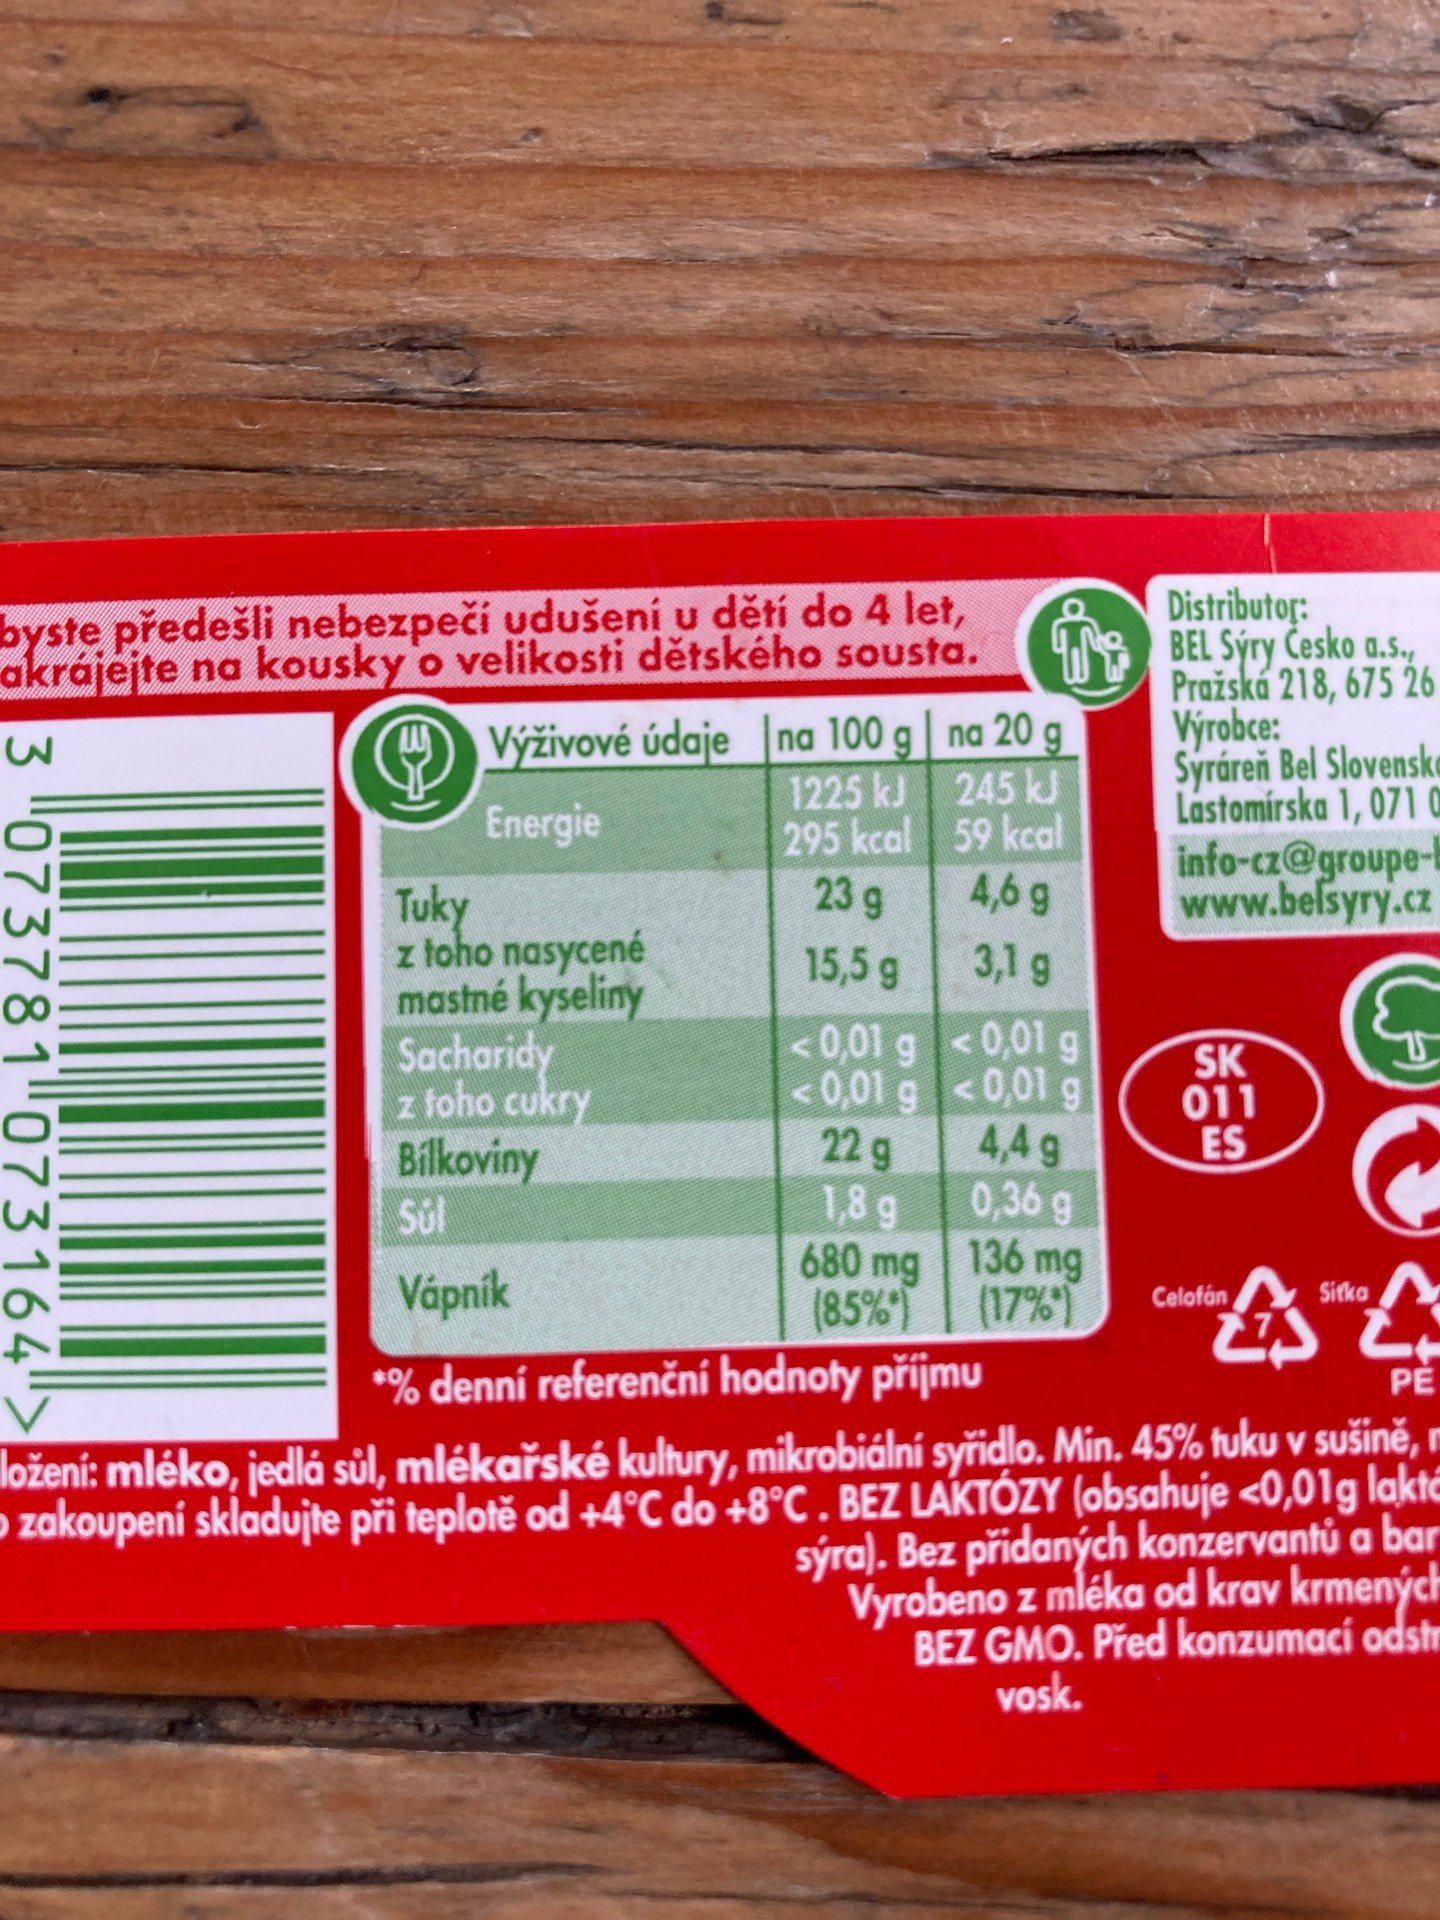 byste předešli nebezpečí udušení u dětí do 4 let,
akrájejte na kousky o velikosti dětského sousta.
Distributor:
BEL Sýry Česko a.s.,
Pražská 218, 675 26
Výrobce:
Syráreň Bel Slovensko
Lastomírska 1, 071 0
info-cz@groupe-b
www.belsyry.cz
3 073781 073164 >
Výživové údaje na 100 g na 20 g
Energie 1225 kJ 245 kJ
295 kcal 59 kcal
Tuky 23 g 4,6 g
z toho nasycené
mastné kyseliny 15,5 g 3,1 g
Sacharidy < 0,01 g < 0,01 g
z toho cukry < 0,01 g < 0,01 g
Bílkoviny 22 g 4,4 g
Sůl 1,8 g 0,36 g
Vápník 680 mg 136 mg
(85%*) (17%*)
*% denní referenční hodnoty příjmu
SK
011
ES
Celofán 7 Síťka
PE
ložení: mléko, jedlá sůl, mlékařské kultury, mikrobiální syřidlo. Min. 45% tuku v sušině,
o zakoupení skladujte při teplotě od +4°C do +8°C. BEZ LAKTÓZY (obsahuje <0,01g laktó
sýra). Bez přidaných konzervantů a bar
Vyrobeno z mléka od krav krmených
BEZ GMO. Před konzumací odstr
vosk.